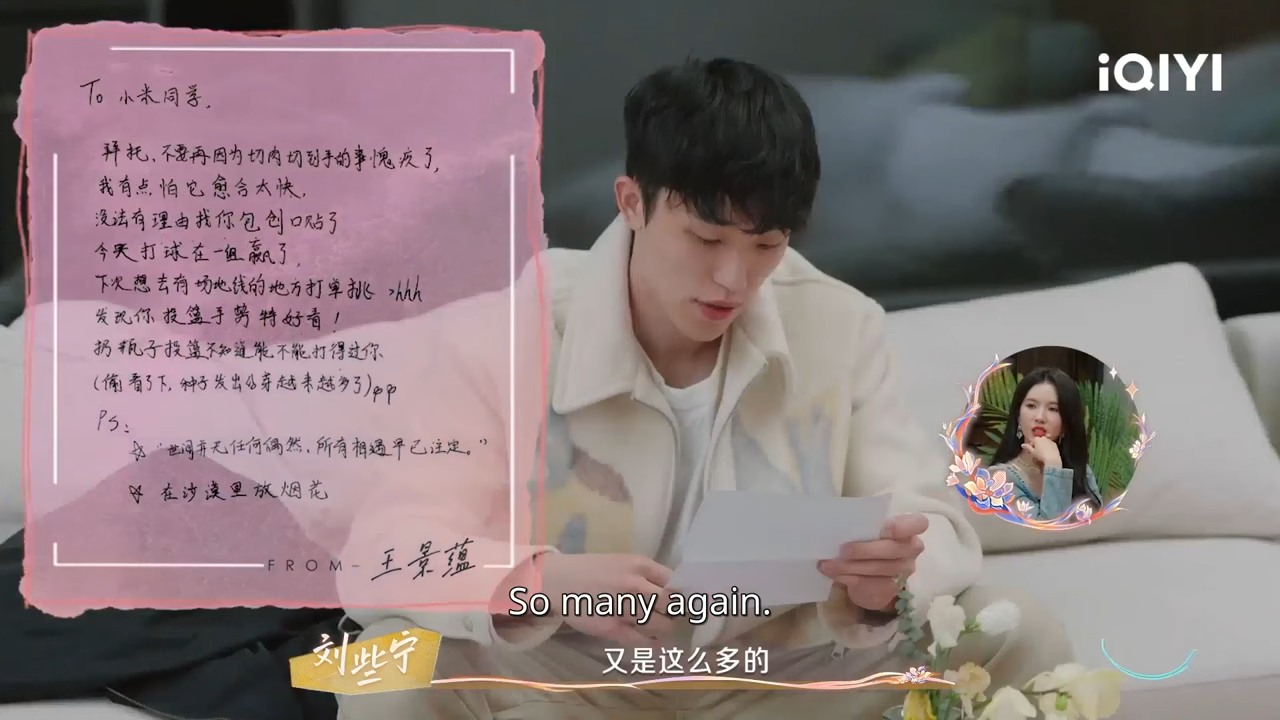 iQIYI
To 小米同学,
拜托、不要再因为切肉切到手的事愧疚了,
我有点怕它愈合太快,
没法有理由找你包创口贴了
今天打球在一组赢了,
下次想去有场地线的地方打单挑 >hhh
发现你投篮手势特好看!
扔瓶子投篮不知道能不能打得过你
(偷看了下,种子发出的芽越来越多了)
PS:
☆ "世间并无任何偶然、所有相遇早已注定。"
☆ 在沙漠里放烟花
FROM- 王景蕴
So many again.
刘些宁 又是这么多的